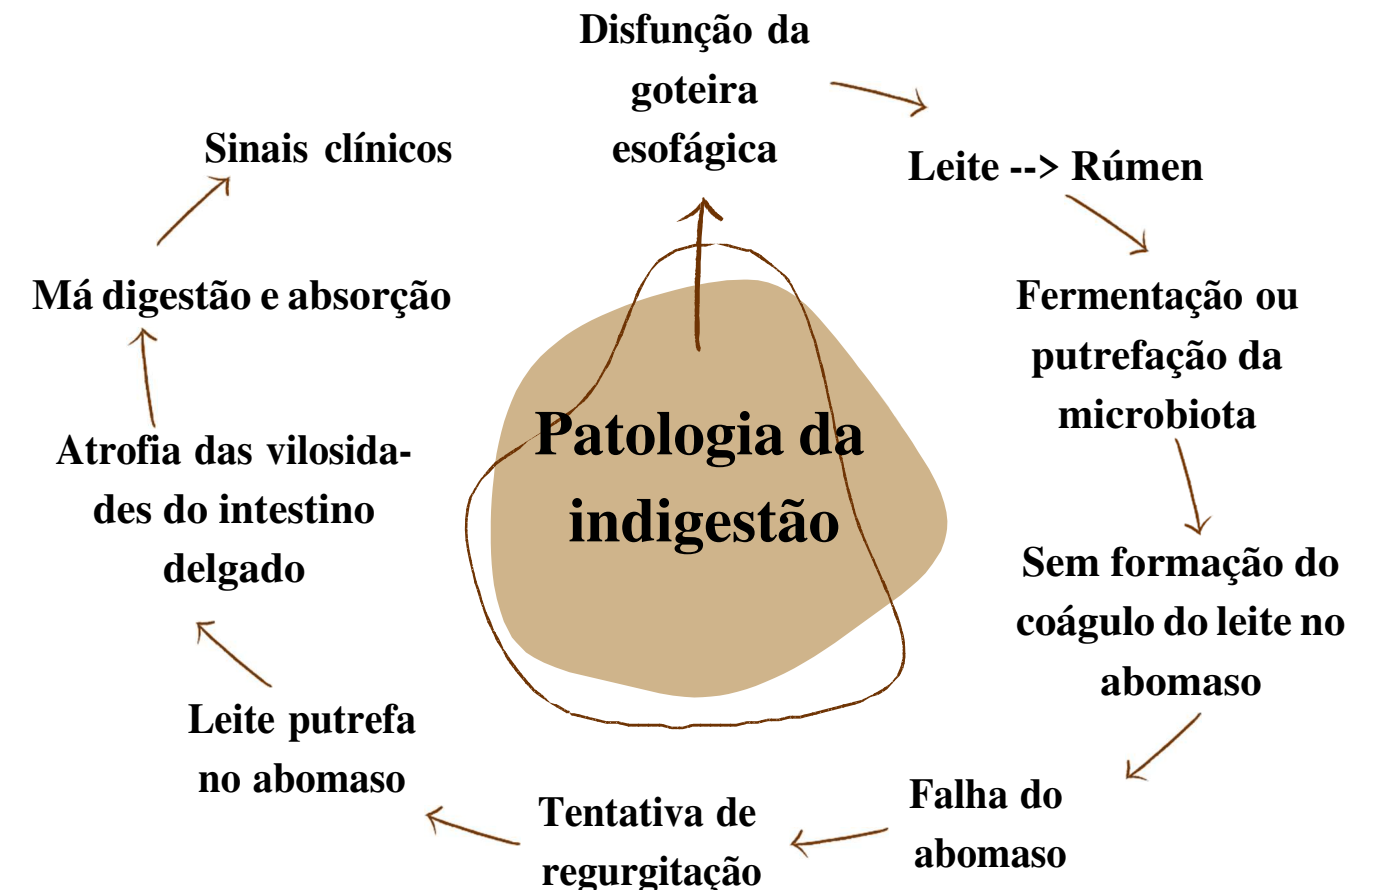 Disfunção da
goteira
esofágica
Leite --> Rúmen
Fermentação ou
putrefação da
microbiota
Sem formação do
coágulo do leite no
abomaso
Falha do
abomaso
Tentativa de
regurgitação
Leite putrefa
no abomaso
Atrofia das vilosida-
des do intestino
delgado
Má digestão e absorção
Sinais clínicos
Patologia da
indigestão